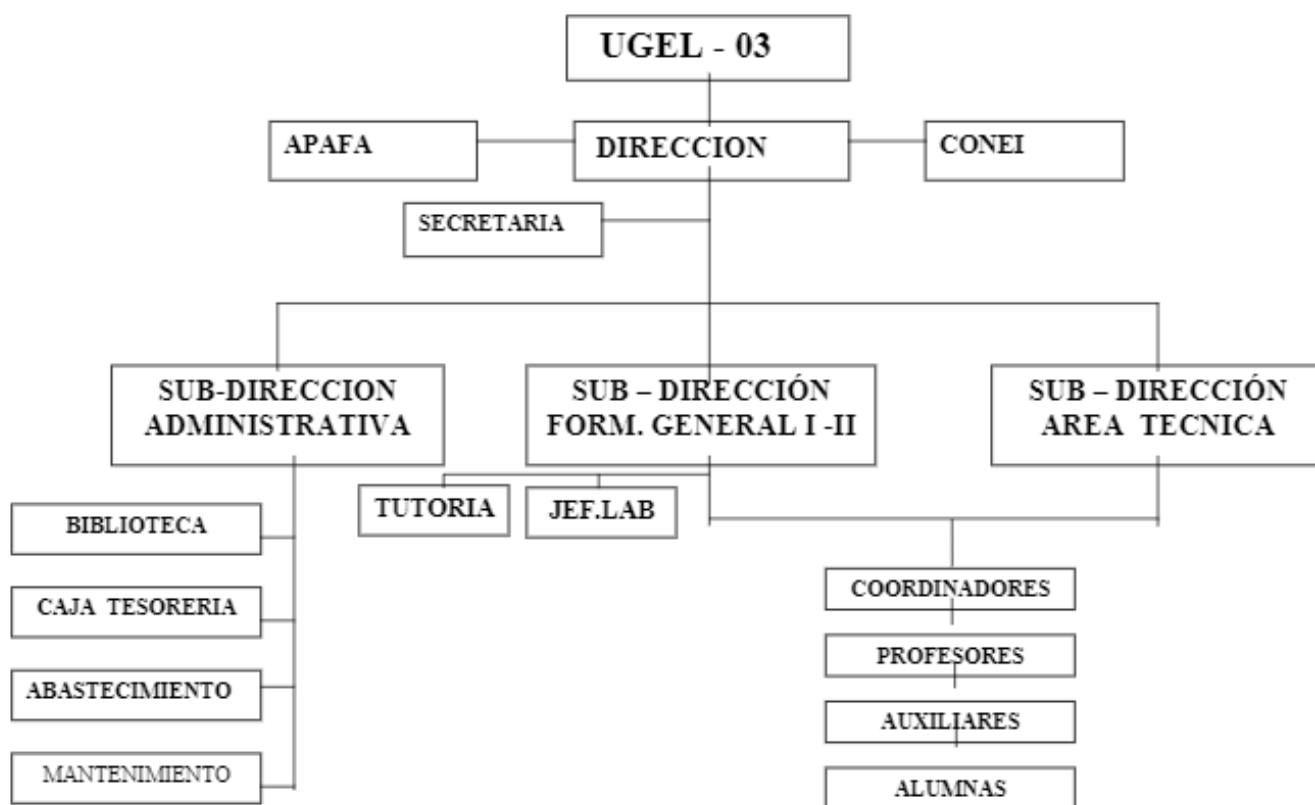 UGEL - 03
APAFA
DIRECCION
CONEI
SECRETARIA
SUB-DIRECCION
ADMINISTRATIVA
SUB – DIRECCIÓN
FORM. GENERAL I -II
SUB – DIRECCIÓN
AREA TECNICA
TUTORIA
JEF.LAB
BIBLIOTECA
CAJA TESORERIA
ABASTECIMIENTO
MANTENIMIENTO
COORDINADORES
PROFESORES
AUXILIARES
ALUMNAS